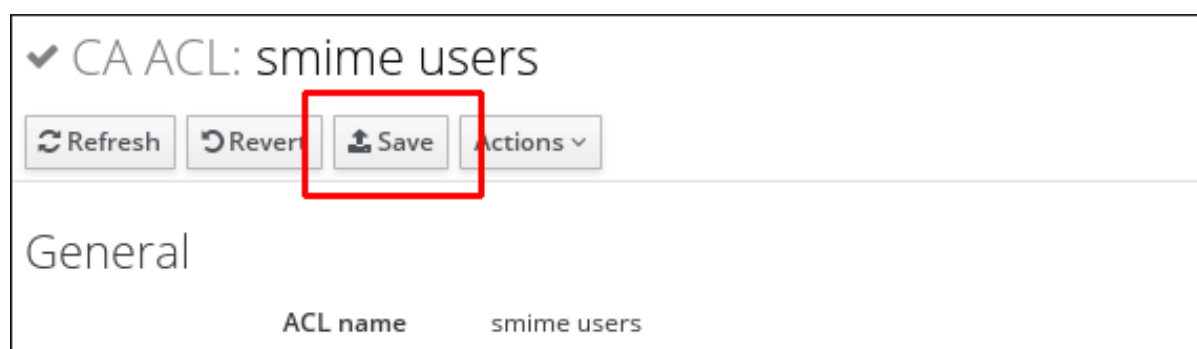 CA ACL: smime users
Refresh Revert Save Actions
General
ACL name smime users